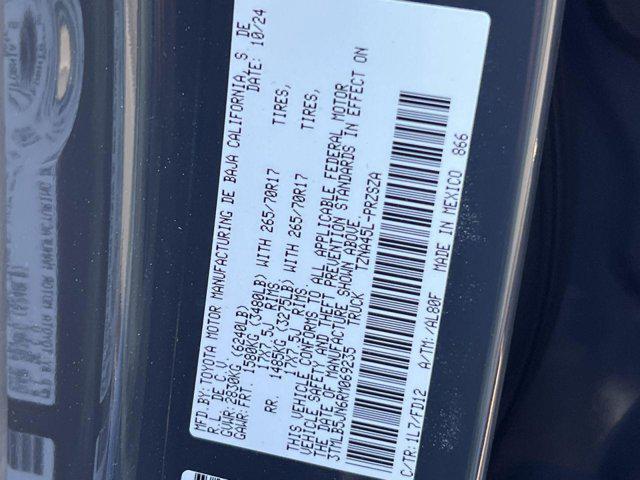 MFD BY: TOYOTA MOTOR MANUFACTURING DE BAJA CALIFORNIA, S. DE
R. L. DE C.V. DATE: 10/24
GVWR: 2830KG (6240LB)
GAWR: FRT. 1580KG (3480LB) WITH 265/70R17 TIRES,
17X7.5J RIMS,
RR. 1485KG (3275LB) WITH 265/70R17 TIRES,
17X7.5J RIMS.
THIS VEHICLE CONFORMS TO ALL APPLICABLE FEDERAL MOTOR
VEHICLE SAFETY AND THEFT PREVENTION STANDARDS IN EFFECT ON
THE DATE OF MANUFACTURE SHOWN ABOVE.
3TMLB5JN6RM069235 TRUCK TZNA45L-PRZSZA
C/TR:1L7/FD12 A/TM: /AL80F MADE IN MEXICO 866